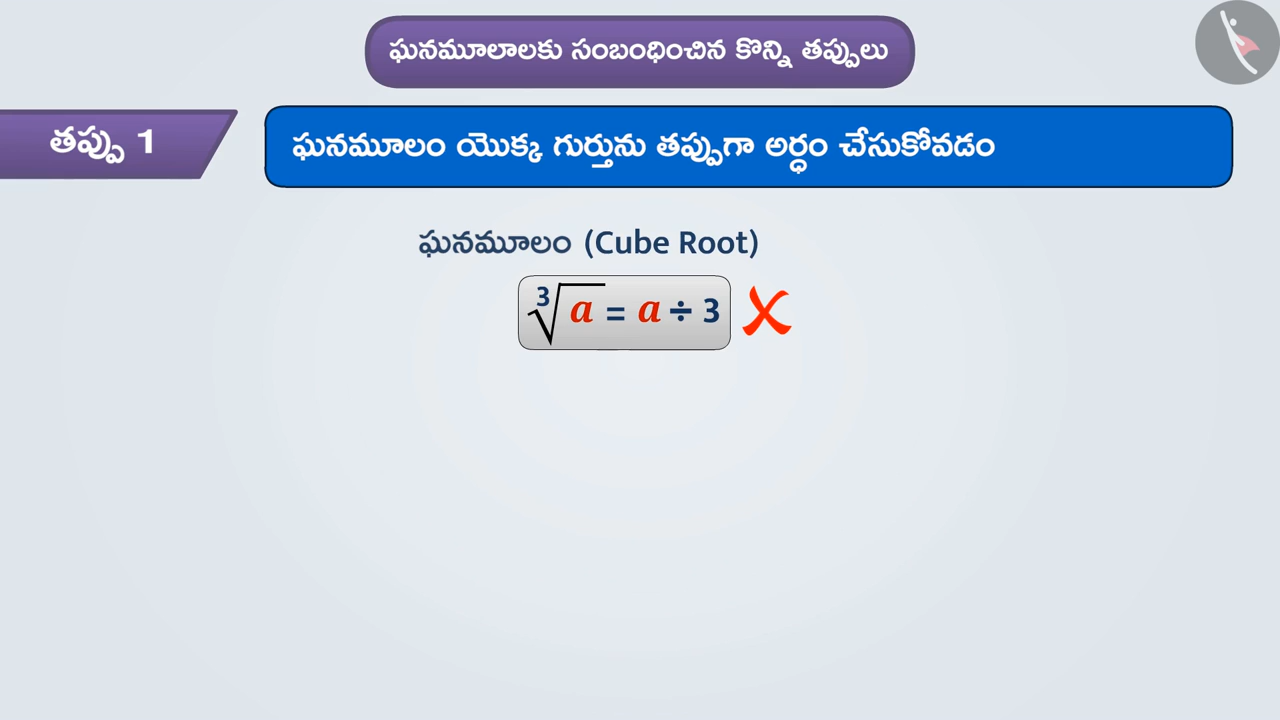 ఘనమూలాలకు సంబంధించిన కొన్ని తప్పులు
తప్పు 1
ఘనమూలం యొక్క గుర్తును తప్పుగా అర్ధం చేసుకోవడం
ఘనమూలం (Cube Root)
∛a = a ÷ 3 ✗